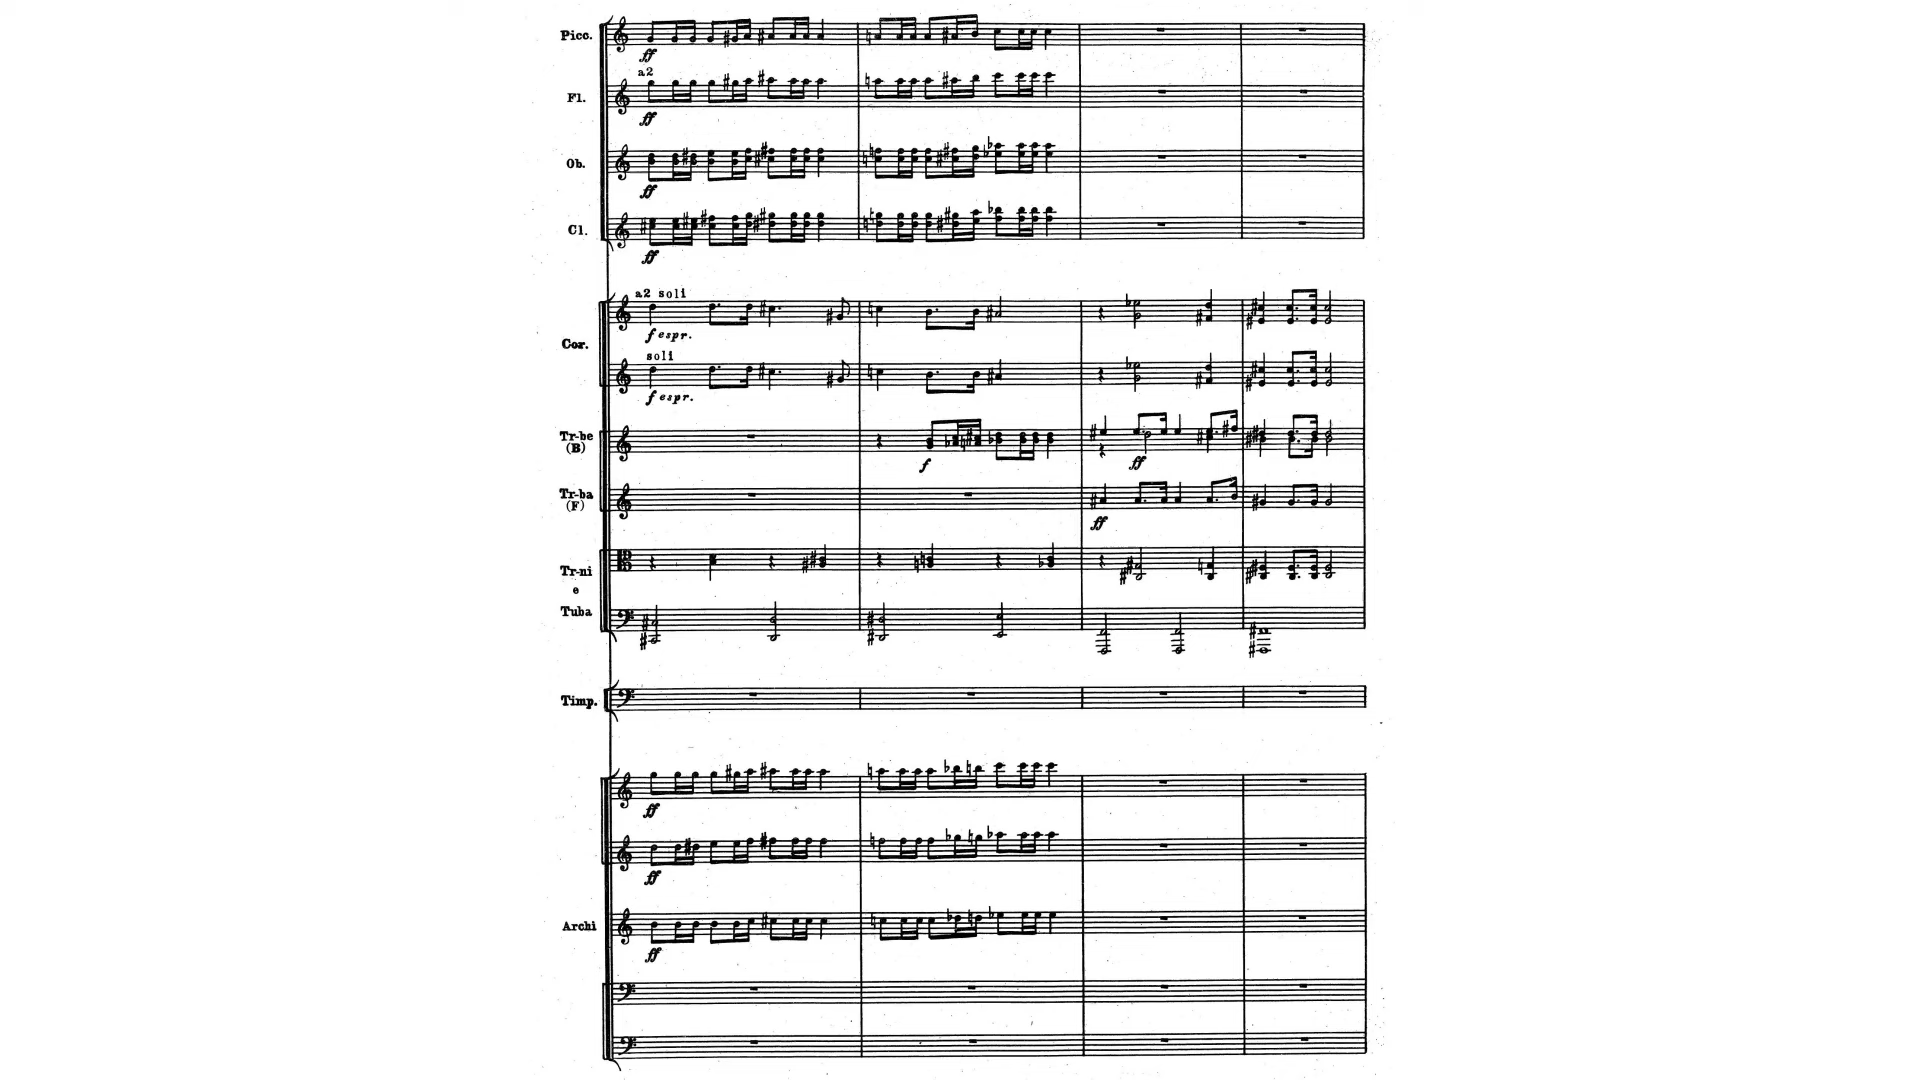 Picc.
ff
a2
Fl.
ff
Ob.
ff
Cl.
ff
a2 soli
f espr.
Cor.
soli
f espr.
Tr-be
(B)
f
ff
Tr-ba
(F)
ff
Tr-ni
e
Tuba
Timp.
ff
ff
Archi
ff